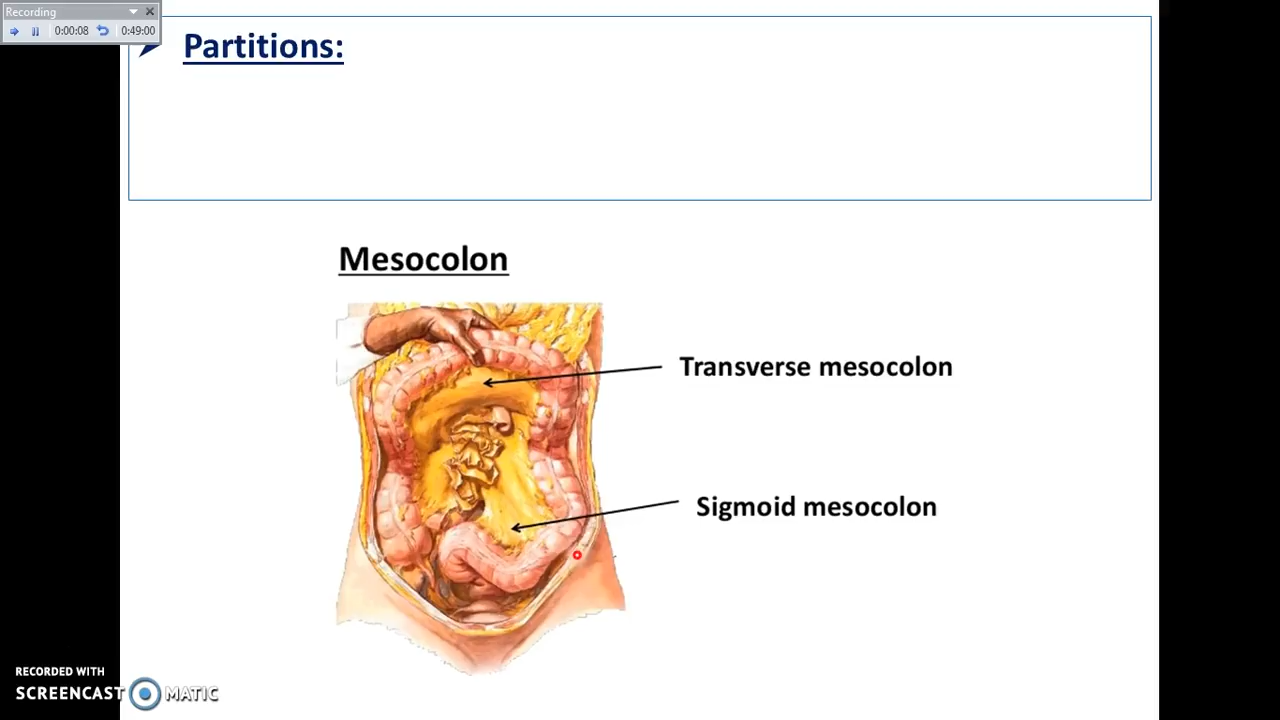 Recording
0:00:08
0:49:00
Partitions:
Mesocolon
Transverse mesocolon
Sigmoid mesocolon
RECORDED WITH
SCREENCAST MATIC